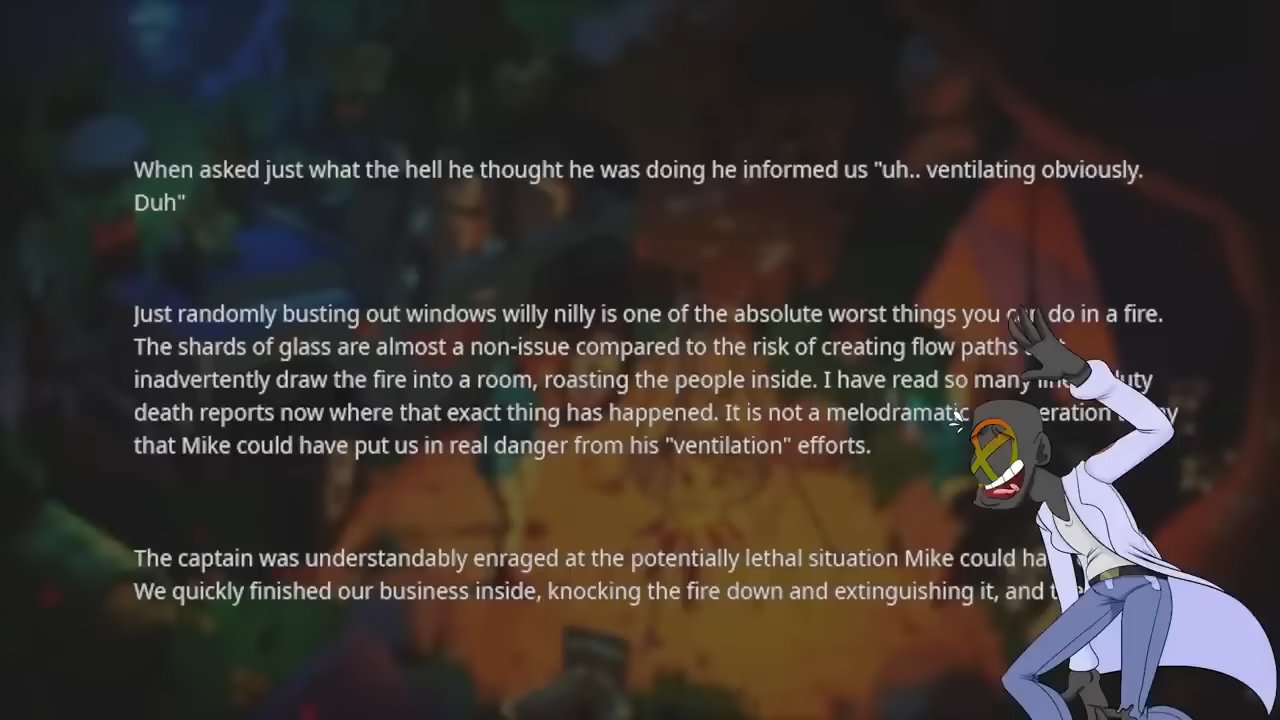 When asked just what the hell he thought he was doing he informed us "uh.. ventilating obviously.
Duh"
Just randomly busting out windows willy nilly is one of the absolute worst things you can do in a fire.
The shards of glass are almost a non-issue compared to the risk of creating flow paths
inadvertently draw the fire into a room, roasting the people inside. I have read so many duty
death reports now where that exact thing has happened. It is not a melodramatic
that Mike could have put us in real danger from his "ventilation" efforts.
The captain was understandably enraged at the potentially lethal situation Mike could
We quickly finished our business inside, knocking the fire down and extinguishing it, and